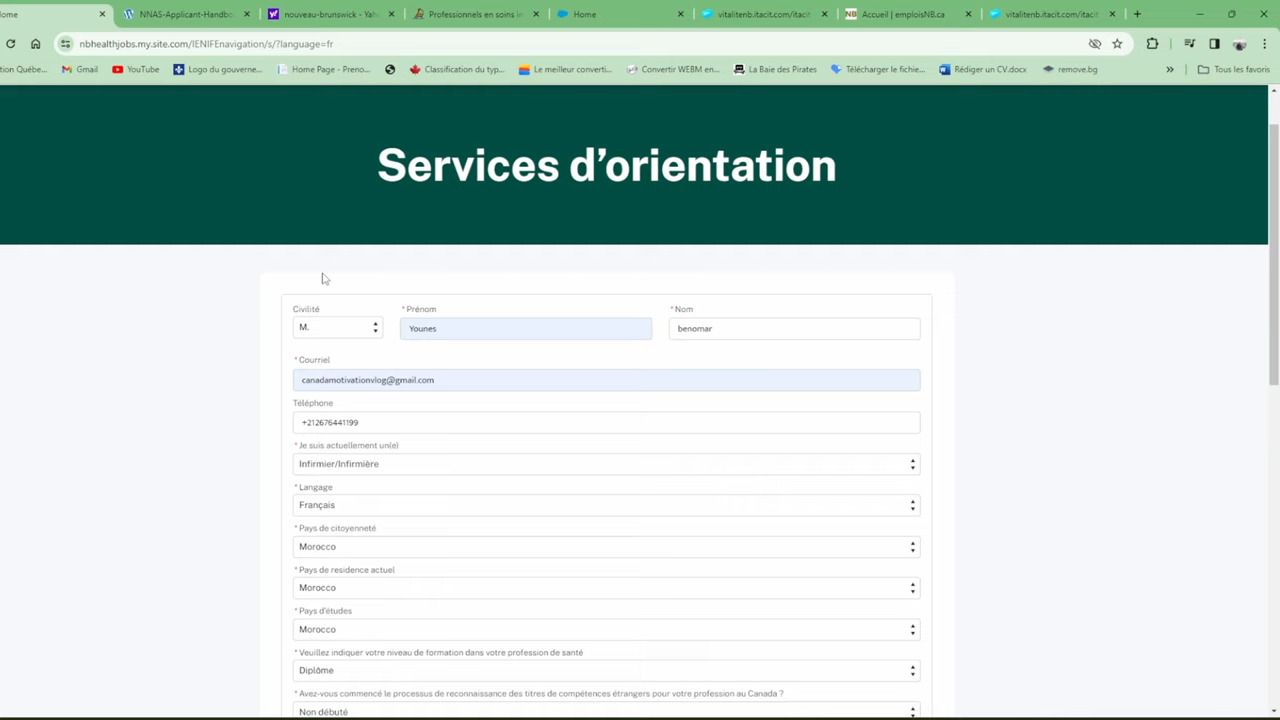 ome
NNAS-Applicant-Handbo
nouveau-brunswick - Yah
Professionnels en soins in
Home
vitalitenb.itacit.com/itacit
Accueil | emploisNB.ca
vitalitenb.itacit.com/itacit
nbhealthjobs.my.site.com/IENIFEnavigation/s/?language=fr
tion Québe...
Gmail
YouTube
Logo du gouverne...
Home Page - Preno...
Classification du typ...
Le meilleur converti...
Convertir WEBM en...
La Baie des Pirates
Télécharger le fichie...
Rédiger un CV.docx
remove.bg
»
Tous les favoris
Services d’orientation
Civilité
* Prénom
* Nom
M.
Younes
benomar
* Courriel
canadamotivationvlog@gmail.com
Téléphone
+212676441199
* Je suis actuellement un(e)
Infirmier/Infirmière
* Langage
Français
* Pays de citoyenneté
Morocco
* Pays de residence actuel
Morocco
* Pays d'études
Morocco
* Veuillez indiquer votre niveau de formation dans votre profession de santé
Diplôme
* Avez-vous commencé le processus de reconnaissance des titres de compétences étrangers pour votre profession au Canada ?
Non débuté